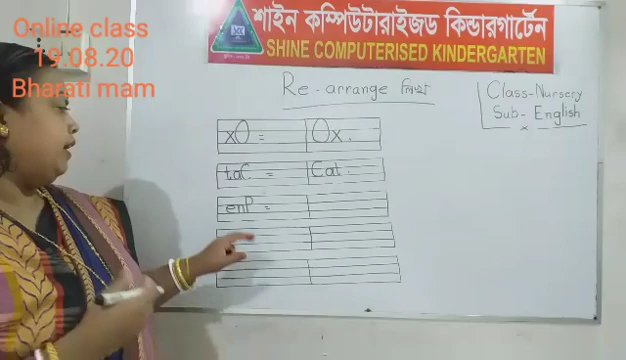 Online class
19.08.20
Bharati mam
শাইন কম্পিউটারাইজড কিন্ডারগার্টেন
SHINE COMPUTERISED KINDERGARTEN
Re-arrange লিখ
Class-Nursery
Sub- English
xO = Ox.
taC = Cat.
enP =